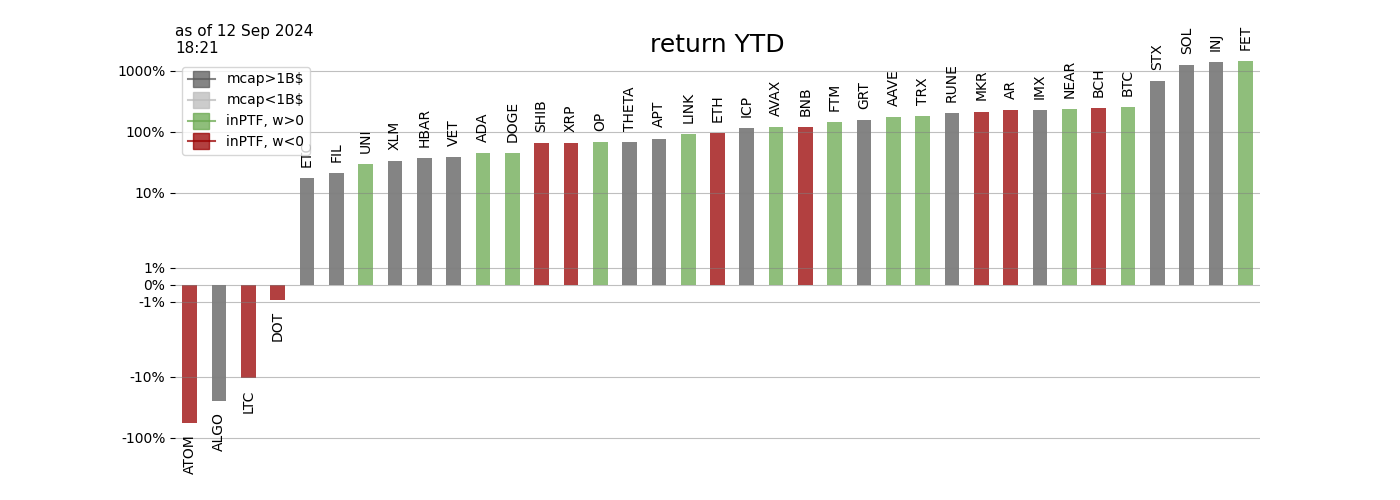 as of 12 Sep 2024
18:21
return YTD
mcap>1B$
mcap<1B$
inPTF, w>0
inPTF, w<0
1000%
100%
10%
1%
0%
-1%
-10%
-100%
ATOM
ALGO
LTC
DOT
ETC
FIL
UNI
XLM
HBAR
VET
ADA
DOGE
SHIB
XRP
OP
THETA
APT
LINK
ETH
ICP
AVAX
BNB
FTM
GRT
AAVE
TRX
RUNE
MKR
AR
IMX
NEAR
BCH
BTC
STX
SOL
INJ
FET